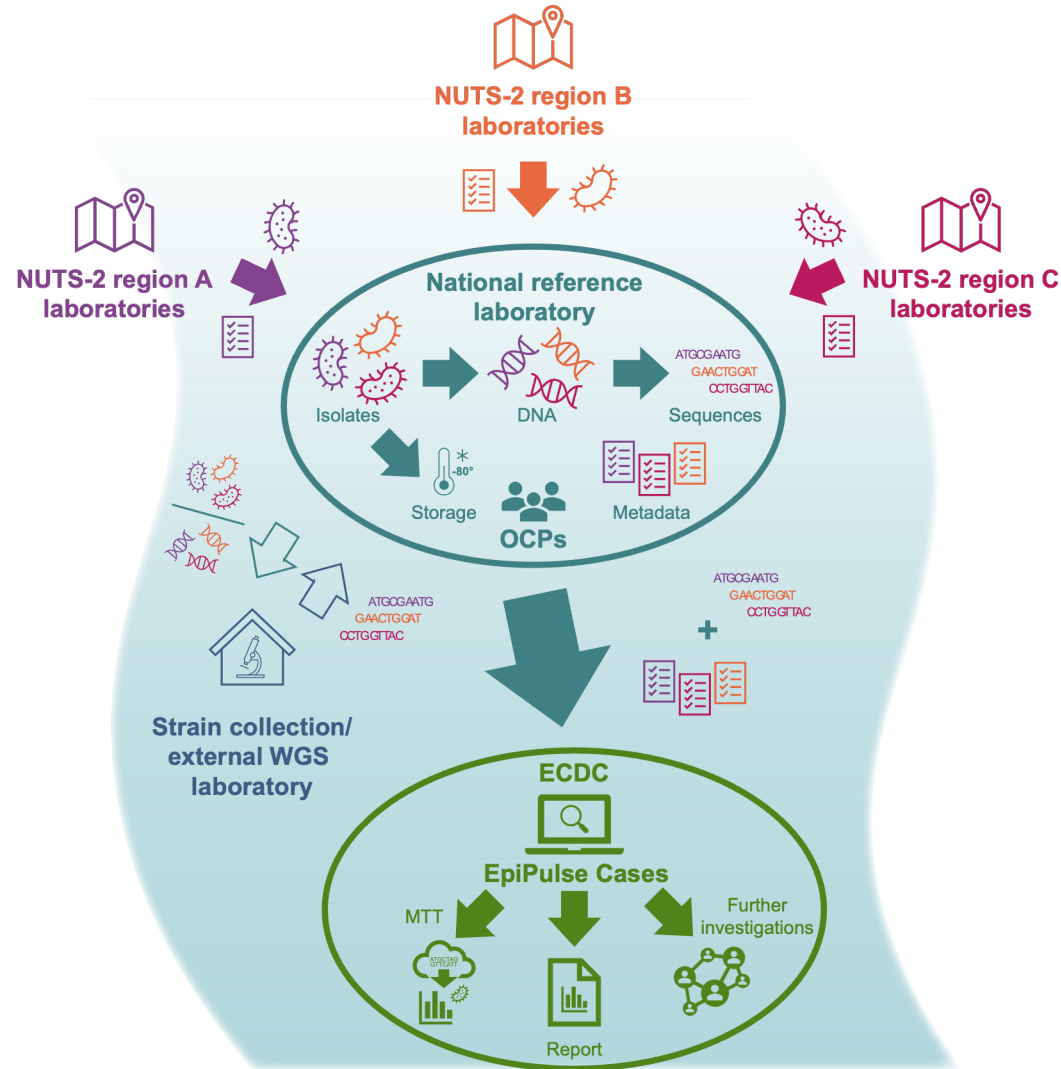 NUTS-2 region B
laboratories
NUTS-2 region A
laboratories
NUTS-2 region C
laboratories
National reference
laboratory
Isolates
DNA
ATGCGAATG
GAACTGGAT
CCTGGTTAC
Sequences
-80°
Storage
OCPs
Metadata
ATGCGAATG
GAACTGGAT
CCTGGTTAC
Strain collection/
external WGS
laboratory
ATGCGAATG
GAACTGGAT
CCTGGTTAC
+
ECDC
EpiPulse Cases
MTT
ATGCTAG
GTTCATT
Report
Further
investigations